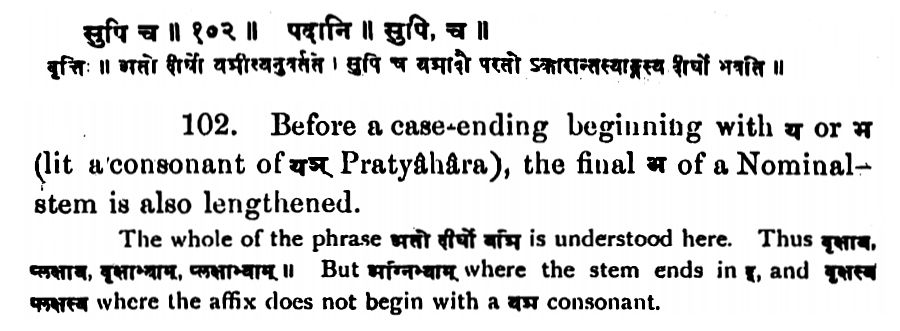 सुपि च ॥ १०२ ॥ पदानि ॥ सुपि, च ॥
वृत्तिः ॥ अतो दीर्घो यञीत्यनुवर्तते । सुपि च यञादौ परतो ऽकारान्तस्याङ्गस्य दीर्घो भवति ॥
102. Before a case-ending beginning with य or भ
(lit a consonant of यञ् Pratyâhâra), the final अ of a Nominal-
stem is also lengthened.
The whole of the phrase अतो दीर्घो यञि is understood here. Thus वृक्षाय,
प्लक्षाय, वृक्षाभ्याम्, प्लक्षाभ्याम् ॥ But अग्निभ्याम् where the stem ends in इ, and वृक्षस्य
प्लक्षस्य where the affix does not begin with a यञ consonant.